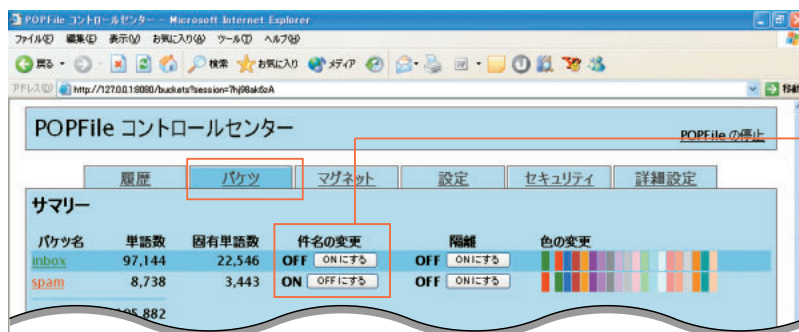 POPFile コントロールセンター - Microsoft Internet Explorer
ファイル(F) 編集(E) 表示(V) お気に入り(A) ツール(T) ヘルプ(H)
戻る 検索 お気に入り メディア
アドレス(D) http://127.0.0.1:8080/buckets?session=7hj98ak6zA 移動
POPFile コントロールセンター POPFile の停止
履歴 バケツ マグネット 設定 セキュリティ 詳細設定
サマリー
バケツ名 単語数 固有単語数 件名の変更 隔離 色の変更
inbox 97,144 22,546 OFF ONにする OFF ONにする
spam 8,738 3,443 ON OFFにする OFF ONにする
105,882